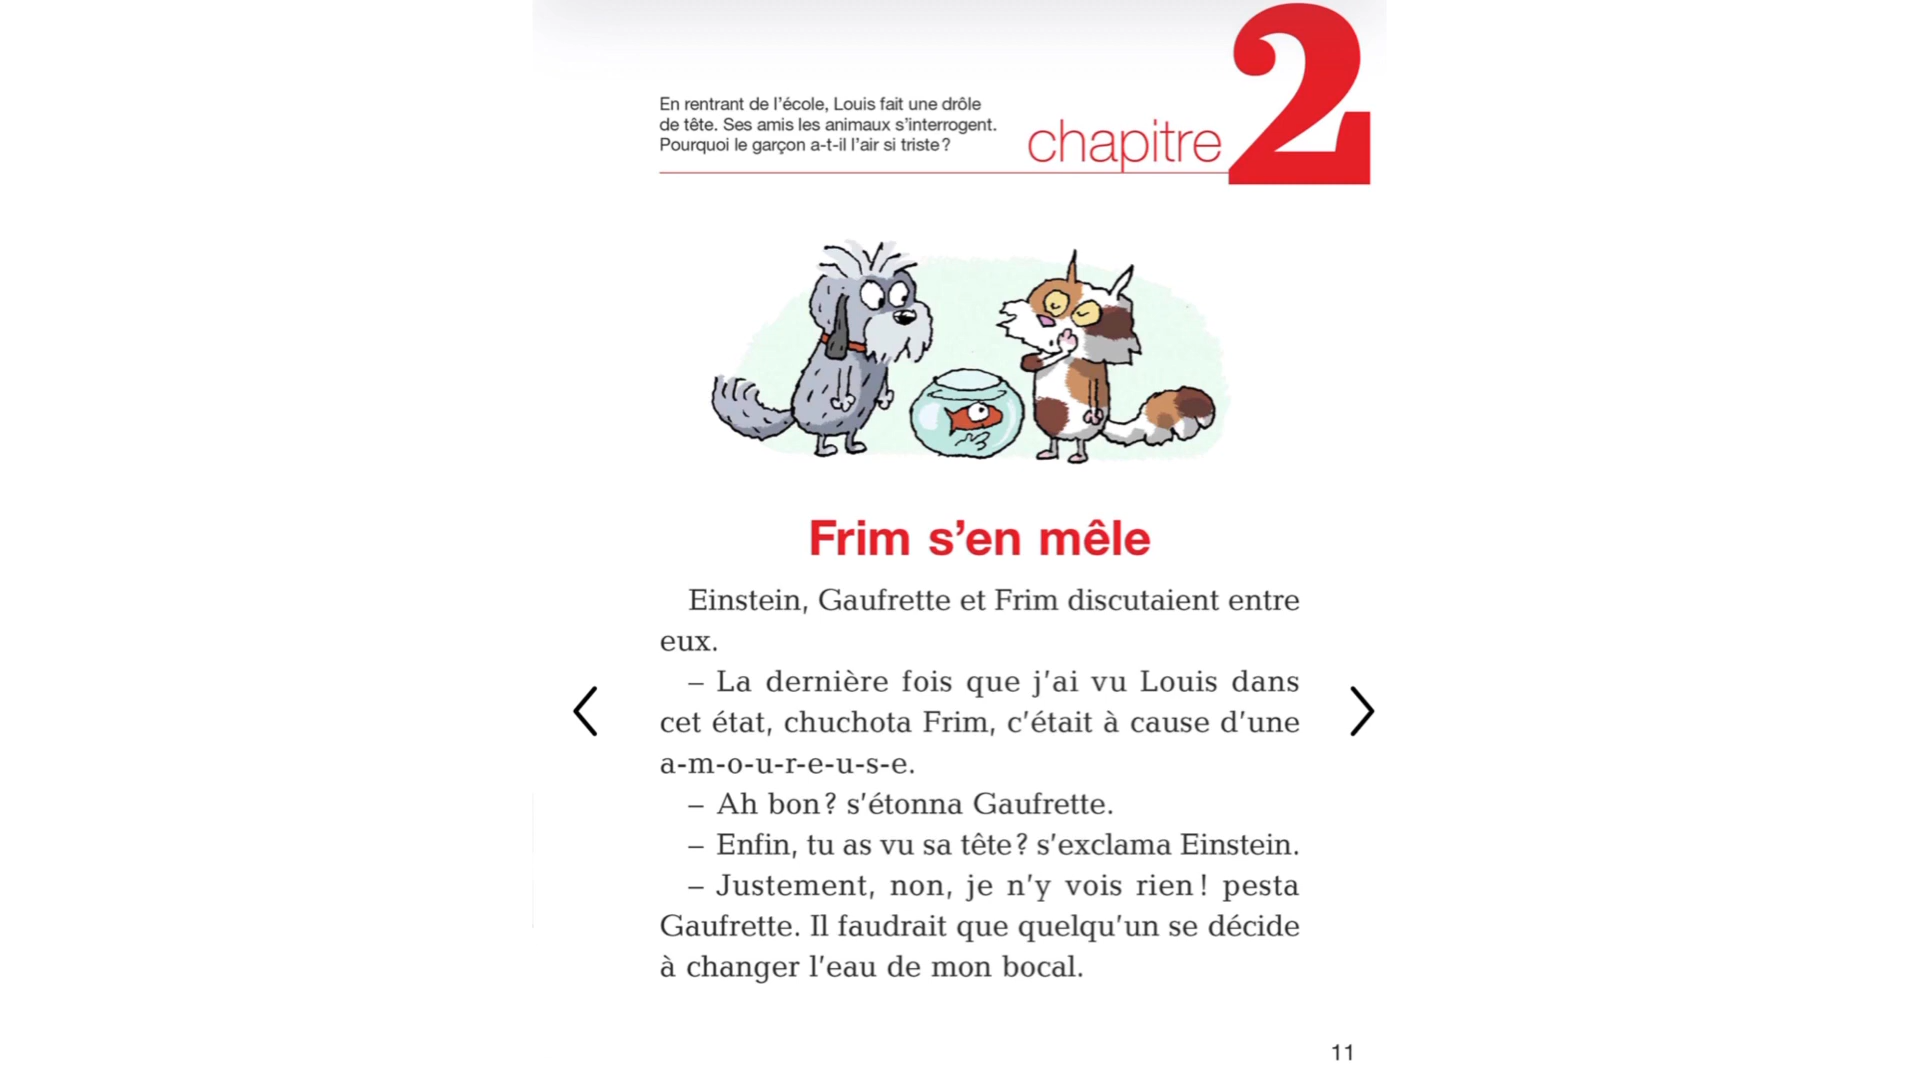 En rentrant de l’école, Louis fait une drôle
de tête. Ses amis les animaux s’interrogent.
Pourquoi le garçon a-t-il l’air si triste ?
chapitre 2
Frim s’en mêle
Einstein, Gaufrette et Frim discutaient entre
eux.
– La dernière fois que j’ai vu Louis dans
cet état, chuchota Frim, c’était à cause d’une
a-m-o-u-r-e-u-s-e.
– Ah bon ? s’étonna Gaufrette.
– Enfin, tu as vu sa tête ? s’exclama Einstein.
– Justement, non, je n’y vois rien ! pesta
Gaufrette. Il faudrait que quelqu’un se décide
à changer l’eau de mon bocal.
11